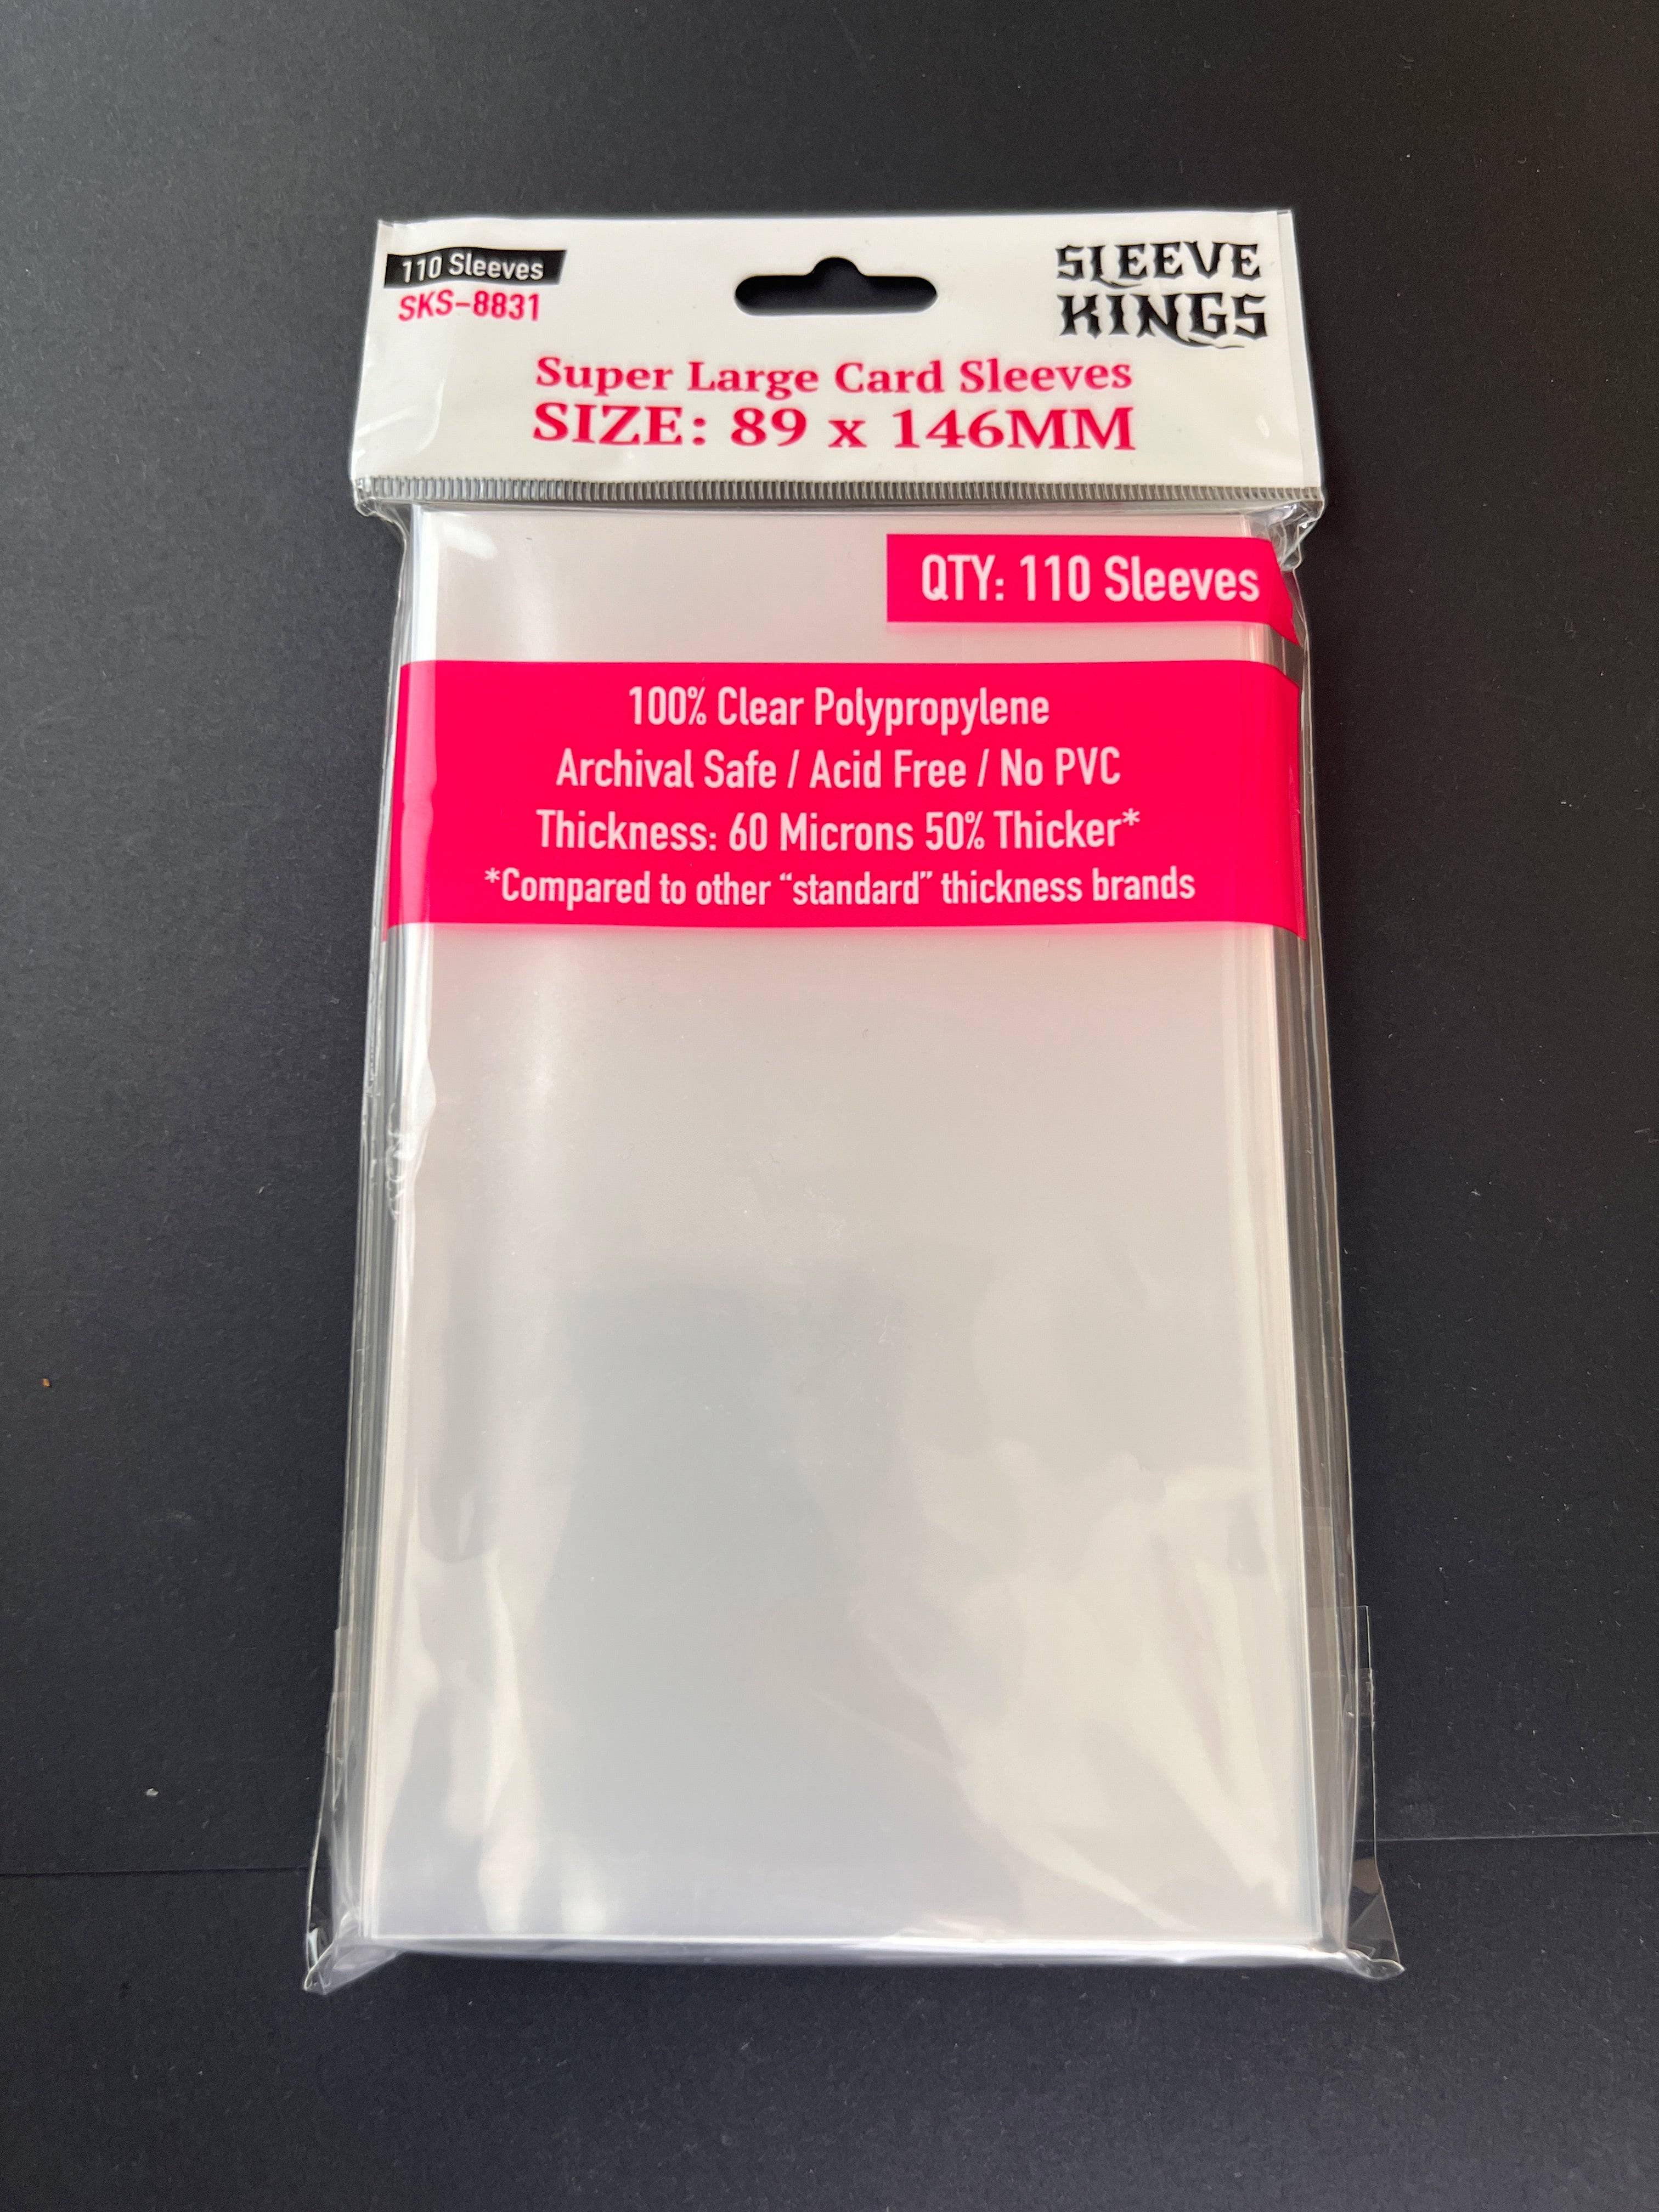 110 Sleeves
SKS-8831
SLEEVE
KINGS
Super Large Card Sleeves
SIZE: 89 x 146MM
QTY: 110 Sleeves
100% Clear Polypropylene
Archival Safe / Acid Free / No PVC
Thickness: 60 Microns 50% Thicker*
*Compared to other “standard” thickness brands